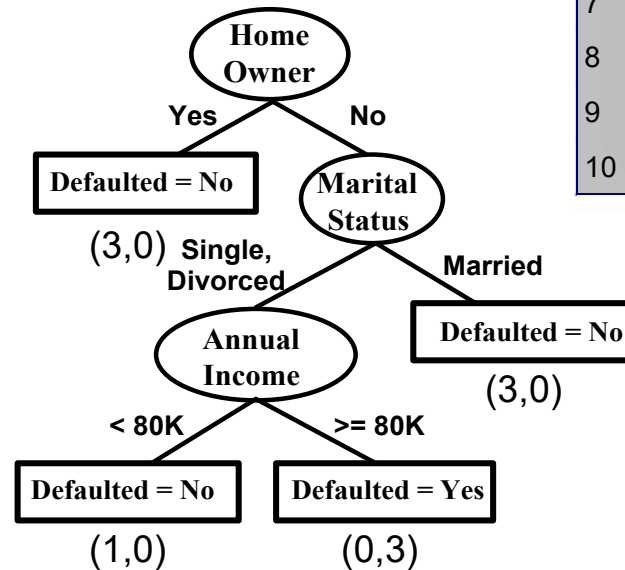 Home
Owner
Yes
No
Defaulted = No
Marital
Status
(3,0)
Single,
Divorced
Married
Annual
Income
Defaulted = No
(3,0)
< 80K
>= 80K
Defaulted = No
Defaulted = Yes
(1,0)
(0,3)
7
8
9
10